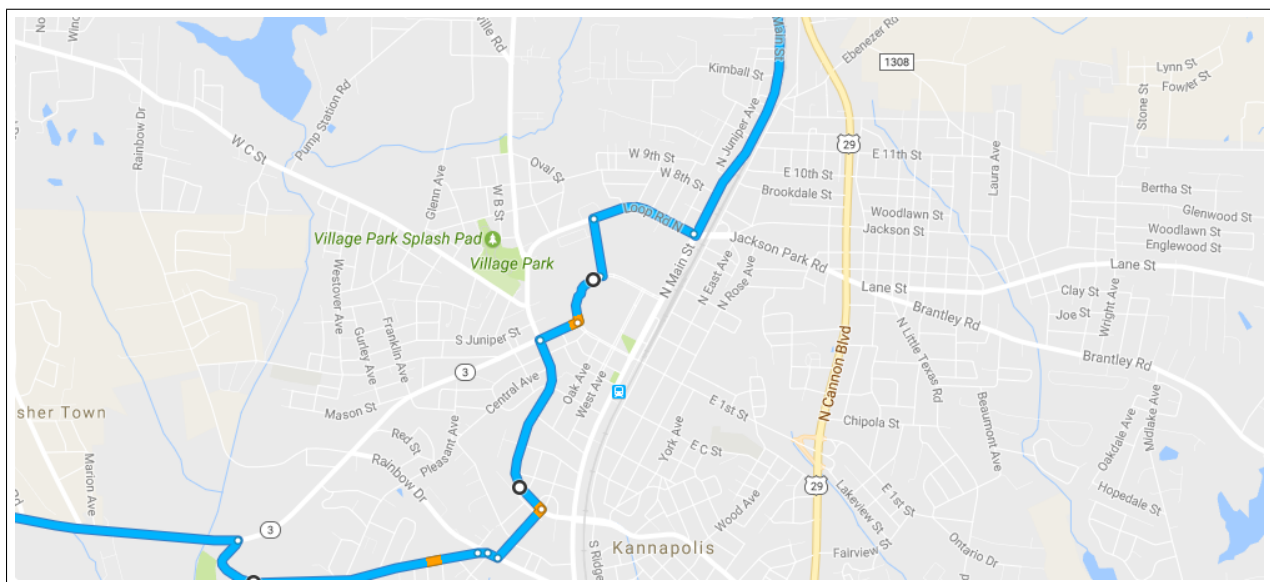 No
Winc
ville Rd
Main St
Ebenezer Rd
1308
Lynn St
Fowler St
Kimball St
Stone St
Pump Station Rd
Rainbow Dr
W C St
N Juniper Ave
29
E 11th St
Laura Ave
W 9th St
Oval St
W 8th St
E 10th St
Brookdale St
Bertha St
Glenn Ave
W B St
Loop Rd N
Woodlawn St
Glenwood St
Jackson St
Woodlawn St
Village Park Splash Pad
Village Park
Jackson Park Rd
Englewood St
Lane St
N Main St
N East Ave
N Rose Ave
Lane St
Clay St
Westover Ave
Brantley Rd
Joe St
Wright Ave
S Juniper St
Franklin Ave
Gurley Ave
N Cannon Blvd
N Little Texas Rd
Brantley Rd
3
Central Ave
Oak Ave
West Ave
Mason St
sher Town
E 1st St
Chipola St
Beaumont Ave
Oakdale Ave
Midlake Ave
Red St
Pleasant Ave
York Ave
E C St
Rainbow Dr
Marion Ave
29
Wood Ave
Lakeview St
E 1st St
Hopedale St
Rd
3
Kannapolis
S Ridge
Fairview St
Ontario Dr